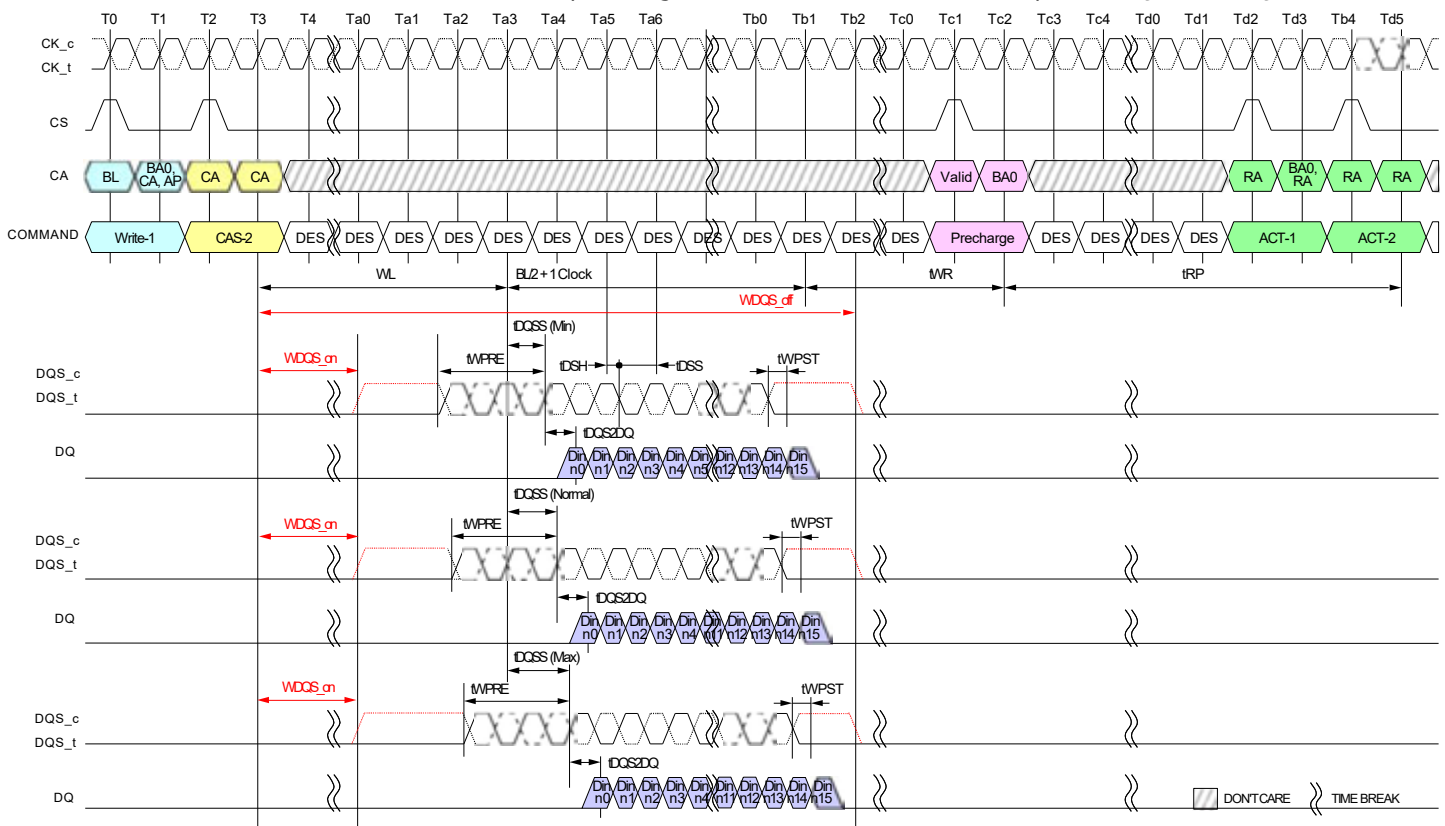 T0 T1 T2 T3 T4 Ta0 Ta1 Ta2 Ta3 Ta4 Ta5 Ta6 Tb0 Tb1 Tb2 Tc0 Tc1 Tc2 Tc3 Tc4 Td0 Td1 Td2 Td3 Tb4 Td5
CK_c
CK_t
CS
CA BL BA0, CA, AP CA CA Valid BA0 RA BA0, RA RA RA
COMMAND Write-1 CAS-2 DES DES DES DES DES DES DES DES DES DES DES DES DES Precharge DES DES DES DES ACT-1 ACT-2
WL BL/2 + 1 Clock tWR tRP
WDQS_off
tDQSS (Min)
WDQS_on tWPRE tDSH tDSS tWPST
DQS_c
DQS_t
tDQS2DQ
DQ Din n0 Din n1 Din n2 Din n3 Din n4 Din n5 Din n12 Din n13 Din n14 Din n15
tDQSS (Normal)
WDQS_on tWPRE tWPST
DQS_c
DQS_t
tDQS2DQ
DQ Din n0 Din n1 Din n2 Din n3 Din n4 Din n11 Din n12 Din n13 Din n14 Din n15
tDQSS (Max)
WDQS_on tWPRE tWPST
DQS_c
DQS_t
tDQS2DQ
DQ Din n0 Din n1 Din n2 Din n3 Din n4 Din n11 Din n12 Din n13 Din n14 Din n15
DON'T CARE TIME BREAK